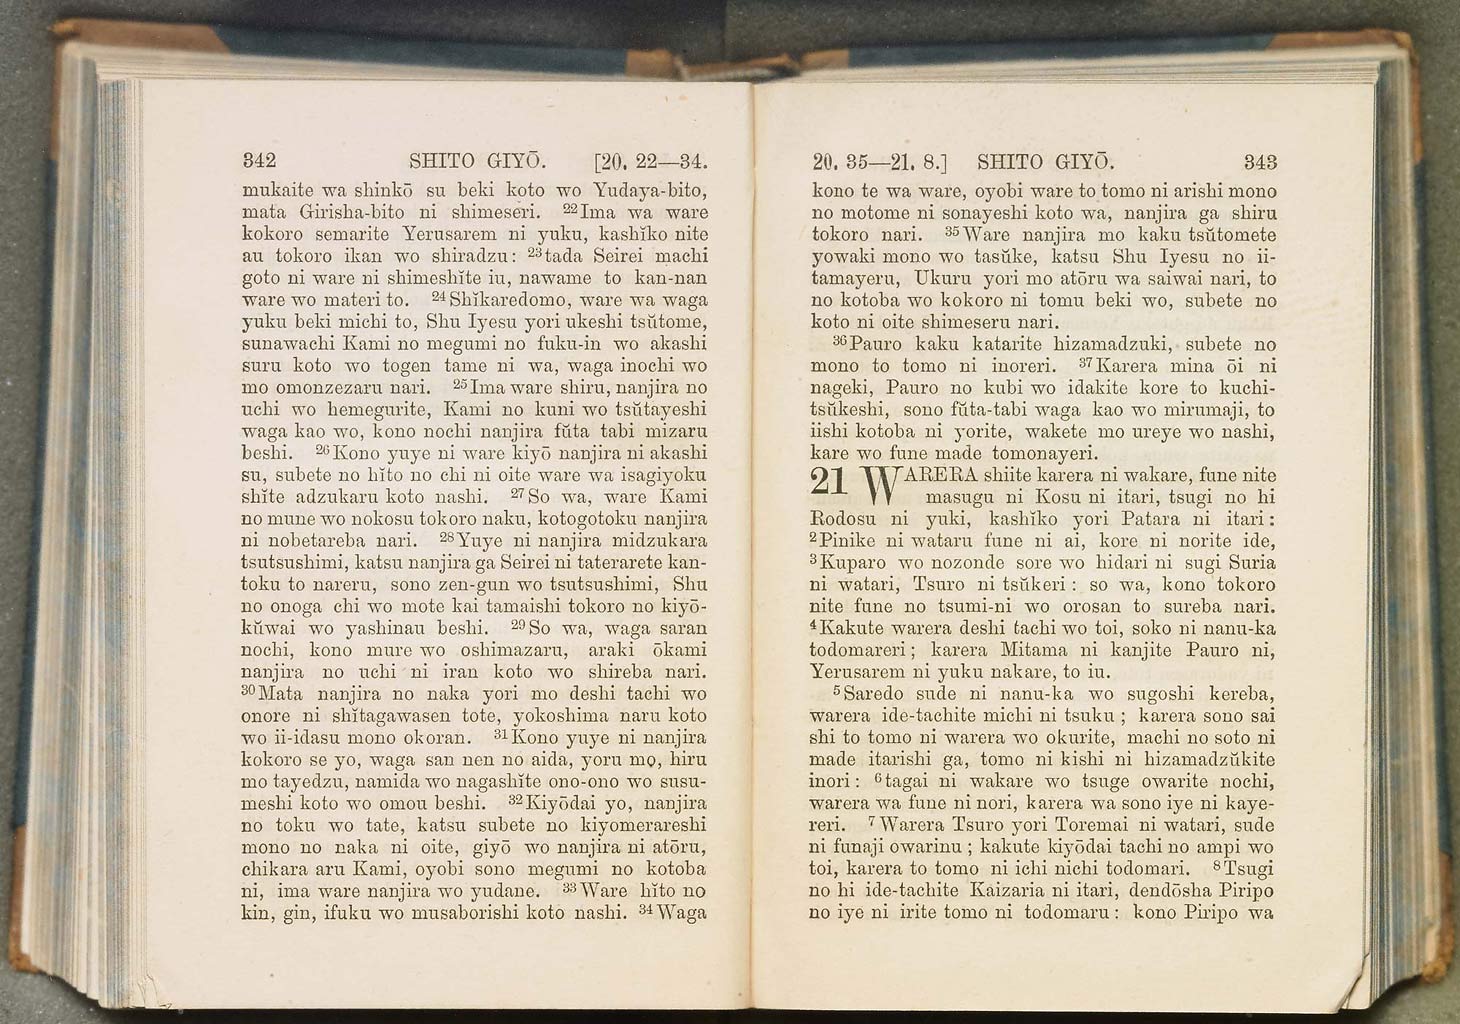 342 SHITO GIYŌ. [20. 22—34.
mukaite wa shinkō su beki koto wo Yudaya-bito,
mata Girisha-bito ni shimeseri. 22Ima wa ware
kokoro semarite Yerusarem ni yuku, kashĭko nite
au tokoro ikan wo shiradzu: 23tada Seirei machi
goto ni ware ni shimeshĭte iu, nawame to kan-nan
ware wo materi to. 24Shĭkaredomo, ware wa waga
yuku beki michi to, Shu Iyesu yori ukeshi tsŭtome,
sunawachi Kami no megumi no fuku-in wo akashi
suru koto wo togen tame ni wa, waga inochi wo
mo omonzezaru nari. 25Ima ware shiru, nanjira no
uchi wo hemegurite, Kami no kuni wo tsŭtayeshi
waga kao wo, kono nochi nanjira fŭta tabi mizaru
beshi. 26Kono yuye ni ware kiyō nanjira ni akashi
su, subete no hĭto no chi ni oite ware wa isagiyoku
shĭte adzukaru koto nashi. 27So wa, ware Kami
no mune wo nokosu tokoro naku, kotogotoku nanjira
ni nobetareba nari. 28Yuye ni nanjira midzukara
tsutsushimi, katsu nanjira ga Seirei ni taterarete kan-
toku to nareru, sono zen-gun wo tsutsushimi, Shu
no onoga chi wo mote kai tamaishi tokoro no kiyō-
kŭwai wo yashinau beshi. 29So wa, waga saran
nochi, kono mure wo oshimazaru, araki ōkami
nanjira no uchi ni iran koto wo shireba nari.
30Mata nanjira no naka yori mo deshi tachi wo
onore ni shĭtagawasen tote, yokoshima naru koto
wo ii-idasu mono okoran. 31Kono yuye ni nanjira
kokoro se yo, waga san nen no aida, yoru mo, hiru
mo tayedzu, namida wo nagashĭte ono-ono wo susu-
meshi koto wo omou beshi. 32Kiyōdai yo, nanjira
no toku wo tate, katsu subete no kiyomerareshi
mono no naka ni oite, giyō wo nanjira ni atōru,
chikara aru Kami, oyobi sono megumi no kotoba
ni, ima ware nanjira wo yudane. 33Ware hĭto no
kin, gin, ifuku wo musaborishi koto nashi. 34Waga
20. 35—21. 8.] SHITO GIYŌ. 343
kono te wa ware, oyobi ware to tomo ni arishi mono
no motome ni sonayeshi koto wa, nanjira ga shiru
tokoro nari. 35Ware nanjira mo kaku tsŭtomete
yowaki mono wo tasŭke, katsu Shu Iyesu no ii-
tamayeru, Ukuru yori mo atōru wa saiwai nari, to
no kotoba wo kokoro ni tomu beki wo, subete no
koto ni oite shimeseru nari.
36Pauro kaku katarite hizamadzuki, subete no
mono to tomo ni inoreri. 37Karera mina ōi ni
nageki, Pauro no kubi wo idakite kore to kuchi-
tsŭkeshi, sono fŭta-tabi waga kao wo mirumaji, to
iishi kotoba ni yorite, wakete mo ureye wo nashi,
kare wo fune made tomonayeri.
21 WARERA shiite karera ni wakare, fune nite
masugu ni Kosu ni itari, tsugi no hi
Rodosu ni yuki, kashĭko yori Patara ni itari:
2Pinike ni wataru fune ni ai, kore ni norite ide,
3Kuparo wo nozonde sore wo hidari ni sugi Suria
ni watari, Tsuro ni tsŭkeri: so wa, kono tokoro
nite fune no tsumi-ni wo orosan to sureba nari.
4Kakute warera deshi tachi wo toi, soko ni nanu-ka
todomareri; karera Mitama ni kanjite Pauro ni,
Yerusarem ni yuku nakare, to iu.
5Saredo sude ni nanu-ka wo sugoshi kereba,
warera ide-tachite michi ni tsuku; karera sono sai
shi to tomo ni warera wo okurite, machi no soto ni
made itarishi ga, tomo ni kishi ni hizamadzŭkite
inori: 6tagai ni wakare wo tsuge owarite nochi,
warera wa fune ni nori, karera wa sono iye ni kaye-
reri. 7Warera Tsuro yori Toremai ni watari, sude
ni funaji owarinu; kakute kiyōdai tachi no ampi wo
toi, karera to tomo ni ichi nichi todomari. 8Tsugi
no hi ide-tachite Kaizaria ni itari, dendōsha Piripo
no iye ni irite tomo ni todomaru: kono Piripo wa